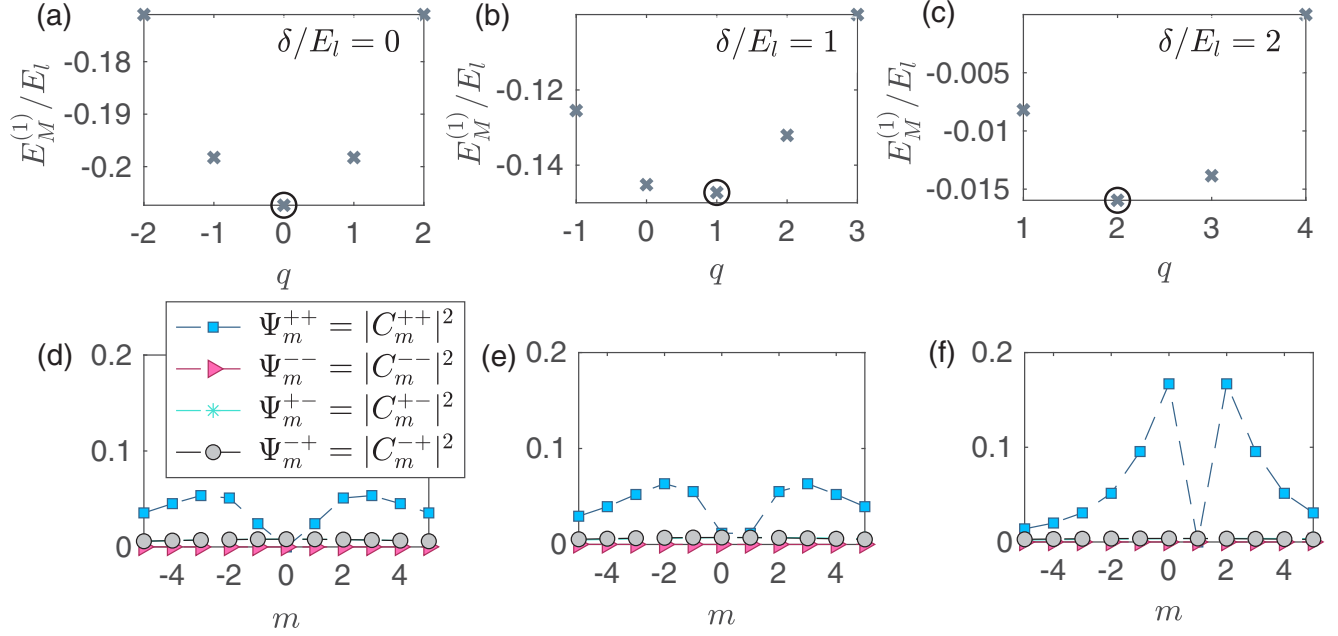 (a)
δ/E_l = 0
E_M^{(1)}/E_l
-0.18
-0.19
-0.2
-2 -1 0 1 2
q
(b)
δ/E_l = 1
E_M^{(1)}/E_l
-0.12
-0.14
-1 0 1 2 3
q
(c)
δ/E_l = 2
E_M^{(1)}/E_l
-0.005
-0.01
-0.015
1 2 3 4
q
(d)
Ψ_m^{++} = |C_m^{++}|^2
Ψ_m^{--} = |C_m^{--}|^2
Ψ_m^{+-} = |C_m^{+-}|^2
Ψ_m^{-+} = |C_m^{-+}|^2
0.2
0.1
0
-4 -2 0 2 4
m
(e)
0.2
0.1
0
-4 -2 0 2 4
m
(f)
0.2
0.1
0
-4 -2 0 2 4
m